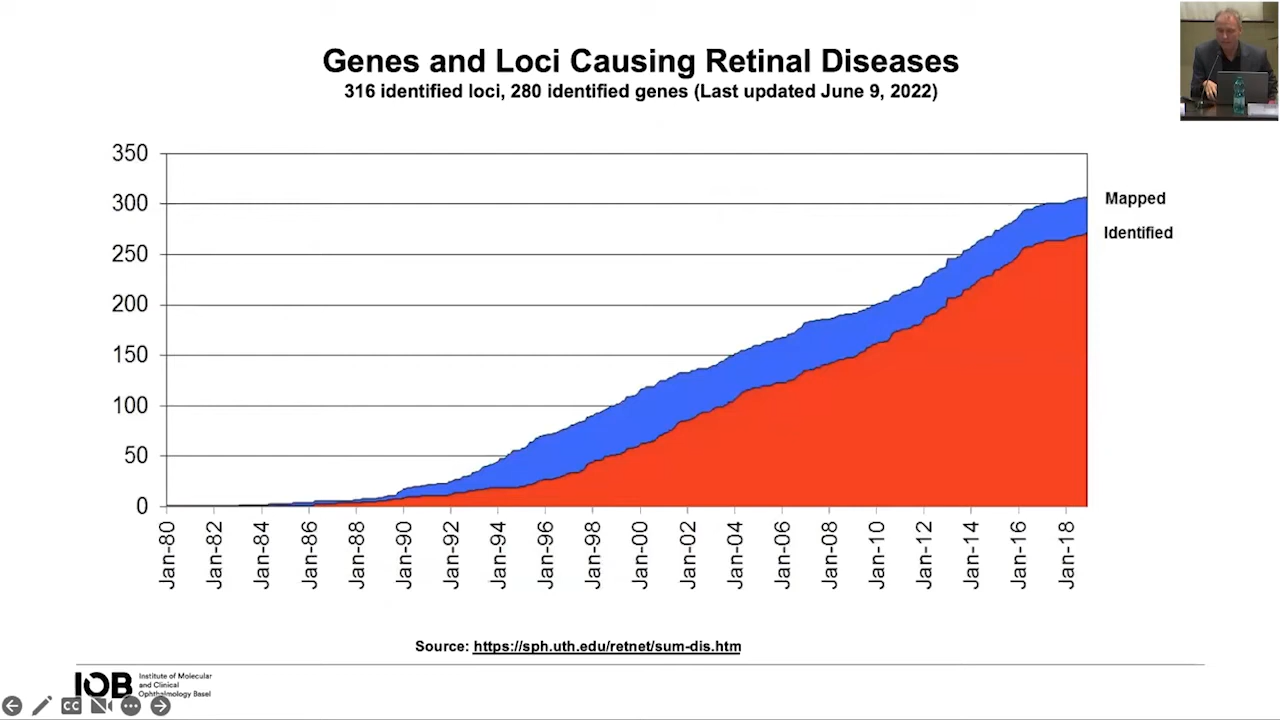 Genes and Loci Causing Retinal Diseases
316 identified loci, 280 identified genes (Last updated June 9, 2022)
350
300
250
200
150
100
50
0
Mapped
Identified
Jan-80
Jan-82
Jan-84
Jan-86
Jan-88
Jan-90
Jan-92
Jan-94
Jan-96
Jan-98
Jan-00
Jan-02
Jan-04
Jan-06
Jan-08
Jan-10
Jan-12
Jan-14
Jan-16
Jan-18
Source: https://sph.uth.edu/retnet/sum-dis.htm
IOB
Institute of Molecular
and Clinical
Ophthalmology Basel
CC